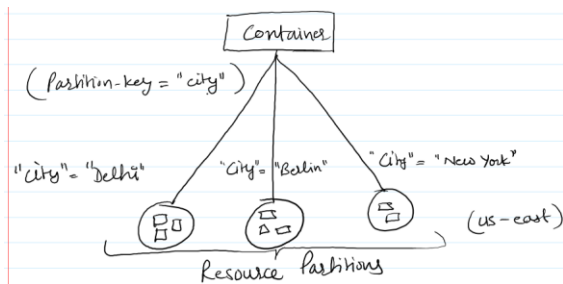 Container
(Partition-key = "city")
"City" = "Delhi"
"City" = "Berlin"
"City" = "New York"
(us-east)
Resource Partitions